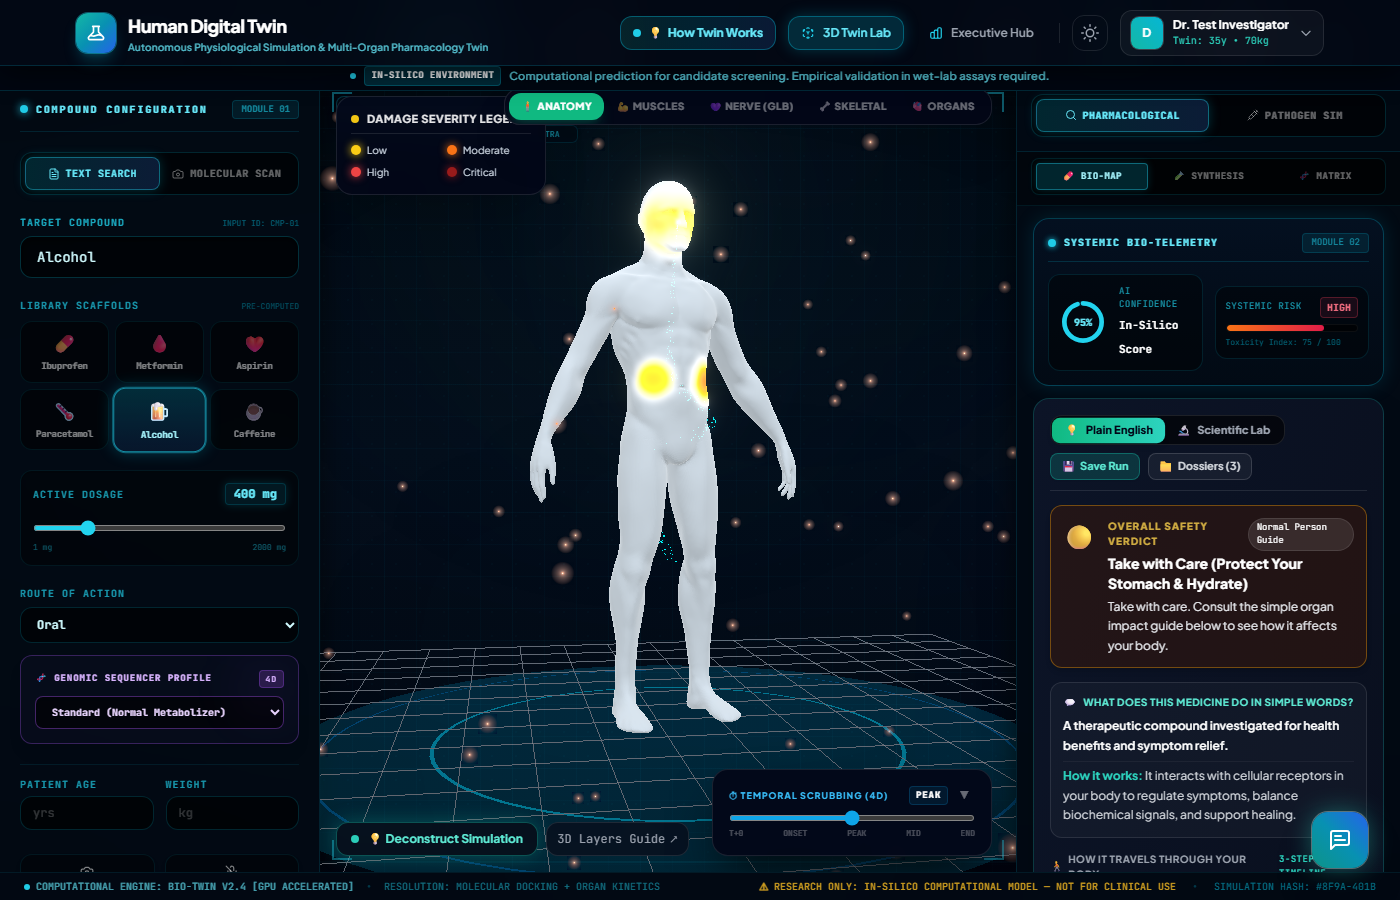 Human Digital Twin
Autonomous Physiological Simulation & Multi-Organ Pharmacology Twin
How Twin Works
3D Twin Lab
Executive Hub
D
Dr. Test Investigator
Twin: 35y • 70kg
IN-SILICO ENVIRONMENT
Computational prediction for candidate screening. Empirical validation in wet-lab assays required.
COMPOUND CONFIGURATION
MODULE 01
TEXT SEARCH
MOLECULAR SCAN
TARGET COMPOUND
INPUT ID: CMP-01
Alcohol
LIBRARY SCAFFOLDS
PRE-COMPUTED
Ibuprofen
Metformin
Aspirin
Paracetamol
Alcohol
Caffeine
ACTIVE DOSAGE
400 mg
1 mg
2000 mg
ROUTE OF ACTION
Oral
GENOMIC SEQUENCER PROFILE
4D
Standard (Normal Metabolizer)
PATIENT AGE
WEIGHT
yrs
kg
DAMAGE SEVERITY LEGE
Low
Moderate
High
Critical
ANATOMY
MUSCLES
NERVE (GLB)
SKELETAL
ORGANS
TRA
Deconstruct Simulation
3D Layers Guide ↗
TEMPORAL SCRUBBING (4D)
PEAK
▼
T+0
ONSET
PEAK
MID
END
PHARMACOLOGICAL
PATHOGEN SIM
BIO-MAP
SYNTHESIS
MATRIX
SYSTEMIC BIO-TELEMETRY
MODULE 02
95%
AI
CONFIDENCE
In-Silico
Score
SYSTEMIC RISK
HIGH
Toxicity Index: 75 / 100
Plain English
Scientific Lab
Save Run
Dossiers (3)
OVERALL SAFETY
VERDICT
Normal Person
Guide
Take with Care (Protect Your
Stomach & Hydrate)
Take with care. Consult the simple organ
impact guide below to see how it affects
your body.
WHAT DOES THIS MEDICINE DO IN SIMPLE WORDS?
A therapeutic compound investigated for health
benefits and symptom relief.
How it works: It interacts with cellular receptors in
your body to regulate symptoms, balance
biochemical signals, and support healing.
HOW IT TRAVELS THROUGH YOUR
3-STEP
COMPUTATIONAL ENGINE: BIO-TWIN V2.4 [GPU ACCELERATED]
RESOLUTION: MOLECULAR DOCKING + ORGAN KINETICS
⚠ RESEARCH ONLY: IN-SILICO COMPUTATIONAL MODEL — NOT FOR CLINICAL USE
SIMULATION HASH: #8F9A-401B